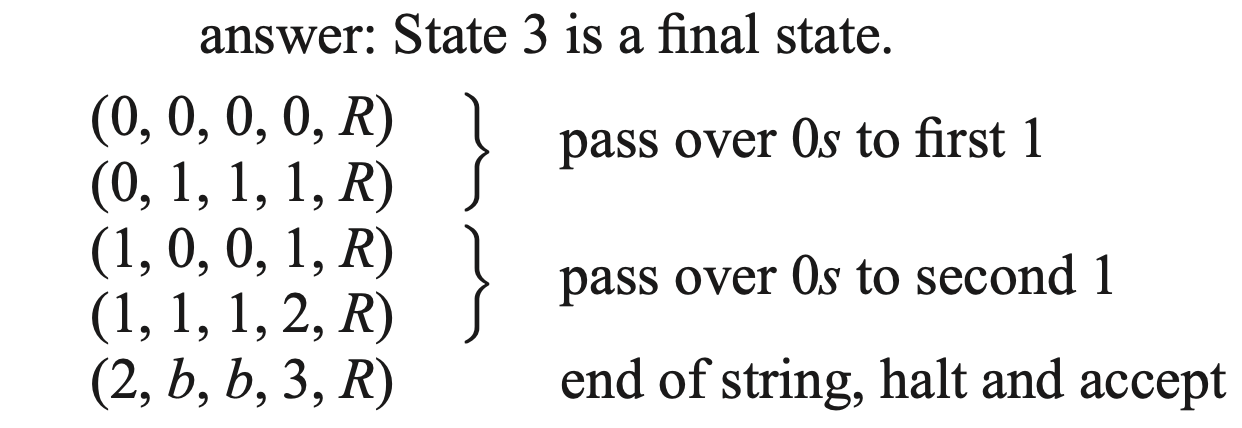 answer: State 3 is a final state.
(0, 0, 0, 0, R)
(0, 1, 1, 1, R)
pass over 0s to first 1
(1, 0, 0, 1, R)
(1, 1, 1, 2, R)
pass over 0s to second 1
(2, b, b, 3, R) end of string, halt and accept